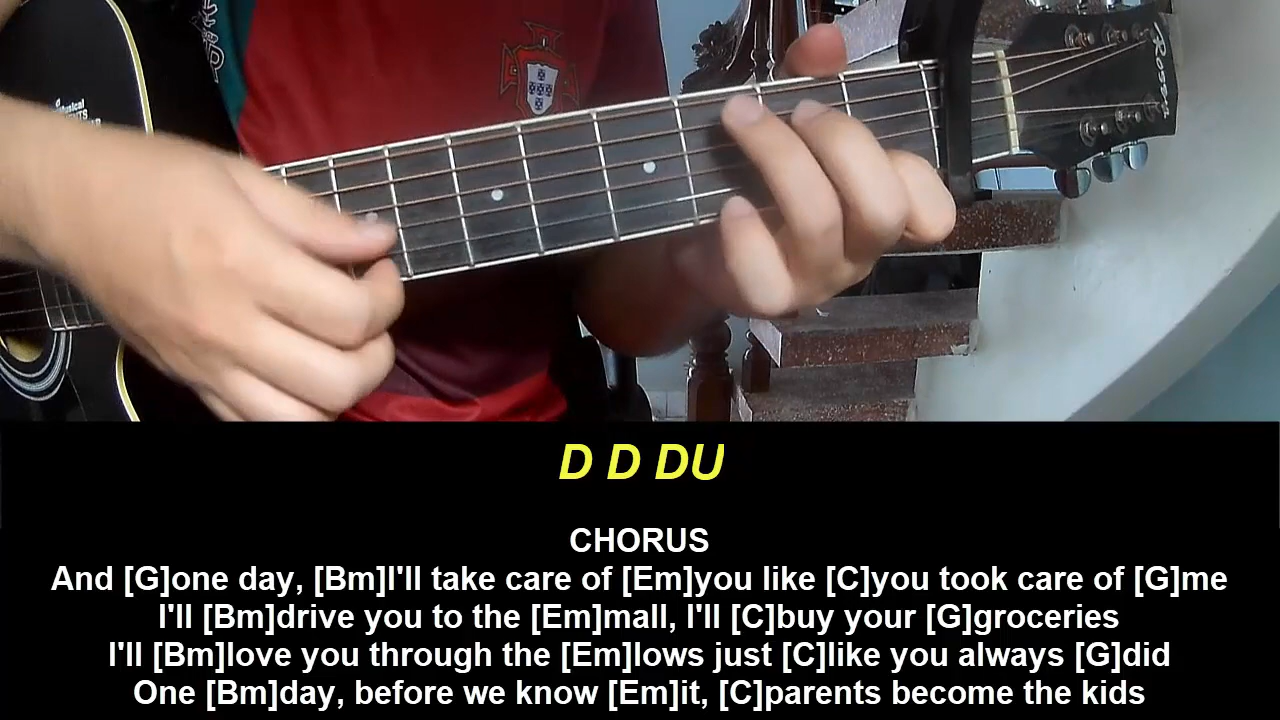 Rosen
D D DU
CHORUS
And [G]one day, [Bm]I'll take care of [Em]you like [C]you took care of [G]me
I'll [Bm]drive you to the [Em]mall, I'll [C]buy your [G]groceries
I'll [Bm]love you through the [Em]lows just [C]like you always [G]did
One [Bm]day, before we know [Em]it, [C]parents become the kids